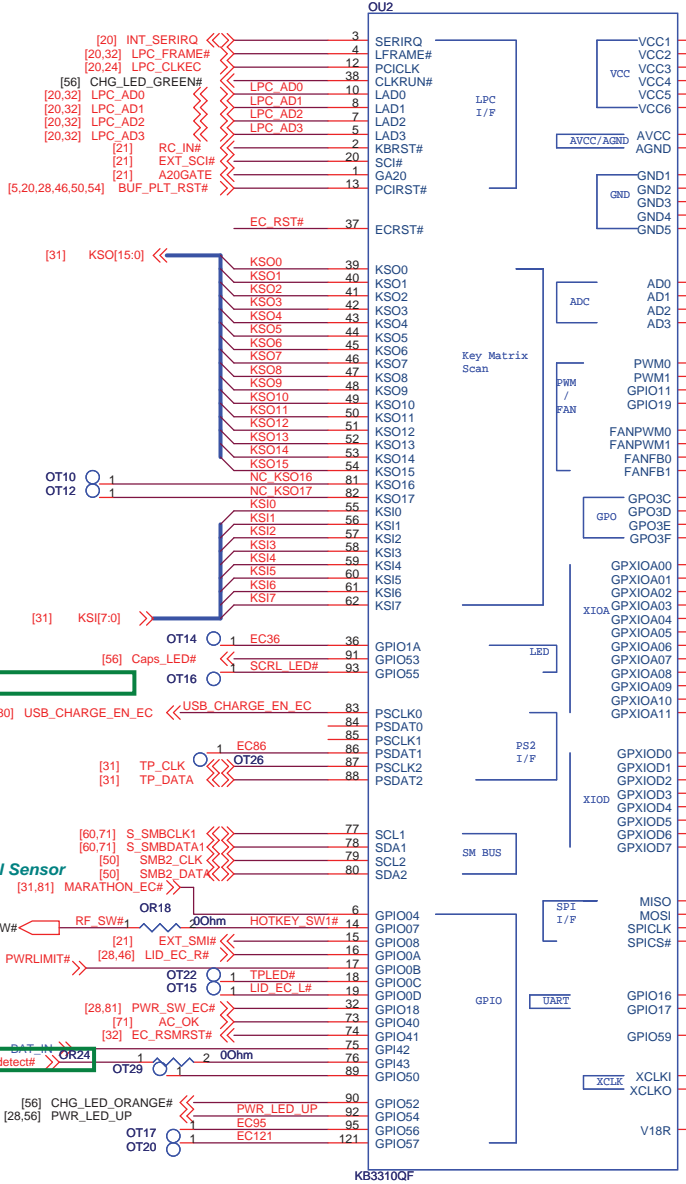 OU2
[20] INT_SERIRQ 3 SERIRQ VCC1
[20,32] LPC_FRAME# 4 LFRAME# VCC2
[20,24] LPC_CLKEC 12 PCICLK VCC VCC3
[56] CHG_LED_GREEN# 38 CLKRUN# VCC4
[20,32] LPC_AD0 LPC_AD0 10 LAD0 LPC VCC5
[20,32] LPC_AD1 LPC_AD1 8 LAD1 I/F VCC6
[20,32] LPC_AD2 LPC_AD2 7 LAD2
[20,32] LPC_AD3 LPC_AD3 5 LAD3 AVCC/AGND AVCC
[21] RC_IN# 2 KBRST# AGND
[21] EXT_SCI# 20 SCI#
[21] A20GATE 1 GA20 GND1
[5,20,28,46,50,54] BUF_PLT_RST# 13 PCIRST# GND GND2
GND3
GND4
EC_RST# 37 ECRST# GND5
[31] KSO[15:0]
KSO0 39 KSO0
KSO1 40 KSO1 AD0
KSO2 41 KSO2 ADC AD1
KSO3 42 KSO3 AD2
KSO4 43 KSO4 AD3
KSO5 44 KSO5
KSO6 45 KSO6 Key Matrix
KSO7 46 KSO7 Scan PWM0
KSO8 47 KSO8 PWM PWM1
KSO9 48 KSO9 / GPIO11
KSO10 49 KSO10 FAN GPIO19
KSO11 50 KSO11
KSO12 51 KSO12 FANPWM0
KSO13 52 KSO13 FANPWM1
KSO14 53 KSO14 FANFB0
KSO15 54 KSO15 FANFB1
OT10 1 NC_KSO16 81 KSO16
OT12 1 NC_KSO17 82 KSO17 GPO3C
KSI0 55 KSI0 GPO GPO3D
KSI1 56 KSI1 GPO3E
KSI2 57 KSI2 GPO3F
KSI3 58 KSI3
KSI4 59 KSI4 GPXIOA00
KSI5 60 KSI5 GPXIOA01
KSI6 61 KSI6 GPXIOA02
KSI7 62 KSI7 XIOA GPXIOA03
[31] KSI[7:0] GPXIOA04
GPXIOA05
OT14 1 EC36 36 GPIO1A LED GPXIOA06
[56] Caps_LED# 91 GPIO53 GPXIOA07
OT16 1 SCRL_LED# 93 GPIO55 GPXIOA08
GPXIOA09
GPXIOA10
80] USB_CHARGE_EN_EC USB_CHARGE_EN_EC 83 PSCLK0 GPXIOA11
84 PSDAT0
85 PSCLK1 PS2
OT26 1 EC86 86 PSDAT1 I/F GPXIOD0
[31] TP_CLK 87 PSCLK2 GPXIOD1
[31] TP_DATA 88 PSDAT2 GPXIOD2
GPXIOD3
XIOD GPXIOD4
GPXIOD5
[60,71] S_SMBCLK1 77 SCL1 GPXIOD6
[60,71] S_SMBDATA1 78 SDA1 GPXIOD7
[50] SMB2_CLK 79 SCL2 SM BUS
l Sensor [50] SMB2_DATA 80 SDA2
[31,81] MARATHON_EC#
6 GPIO04 SPI MISO
W# RF_SW# 1 OR18 2 0Ohm HOTKEY_SW1# 14 GPIO07 I/F MOSI
[21] EXT_SMI# 15 GPIO08 SPICLK
[28,46] LID_EC_R# 16 GPIO0A SPICS#
PWRLIMIT# 17 GPIO0B
OT22 1 TPLED# 18 GPIO0C
OT15 1 LID_EC_L# 19 GPIO0D GPIO UART GPIO16
[28,81] PWR_SW_EC# 32 GPIO18 GPIO17
[71] AC_OK 73 GPIO40
[32] EC_RSMRST# 74 GPIO41 GPIO59
BAT_IN 75 GPI42
detect# OR24 1 2 0Ohm 76 GPI43
OT29 1 89 GPIO50 XCLK XCLKI
XCLKO
[56] CHG_LED_ORANGE# 90 GPIO52
[28,56] PWR_LED_UP PWR_LED_UP 92 GPIO54
OT17 1 EC95 95 GPIO56 V18R
OT20 1 EC121 121 GPIO57
KB3310QF